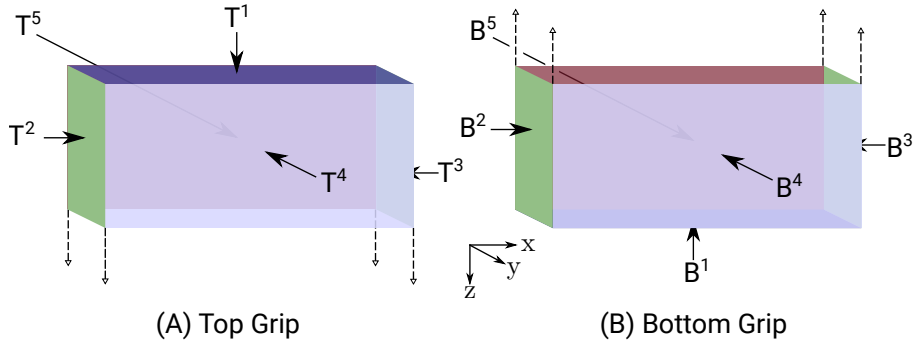 T⁵
T¹
T²
T³
T⁴
(A) Top Grip
B⁵
B²
B³
B⁴
B¹
x
y
z
(B) Bottom Grip